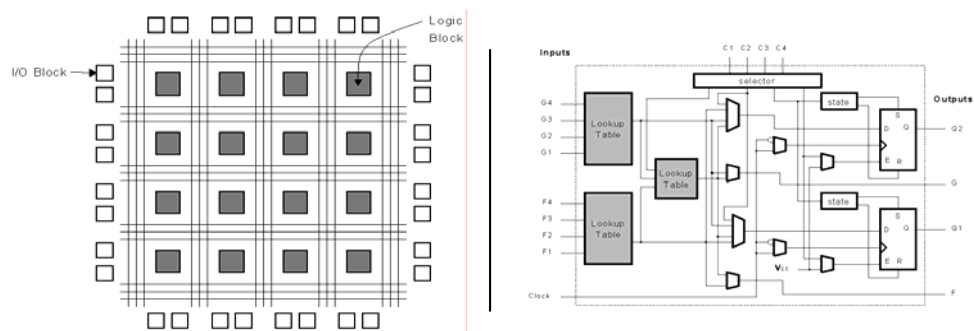 Logic
Block
I/O Block
Inputs
C1 C2 C3 C4
selector
Outputs
G4
G3
G2
G1
Lookup
Table
state
S
D Q
E R
Q2
Lookup
Table
G
F4
F3
F2
F1
Lookup
Table
state
S
D Q
E R
Q1
Vcc
Clock
F